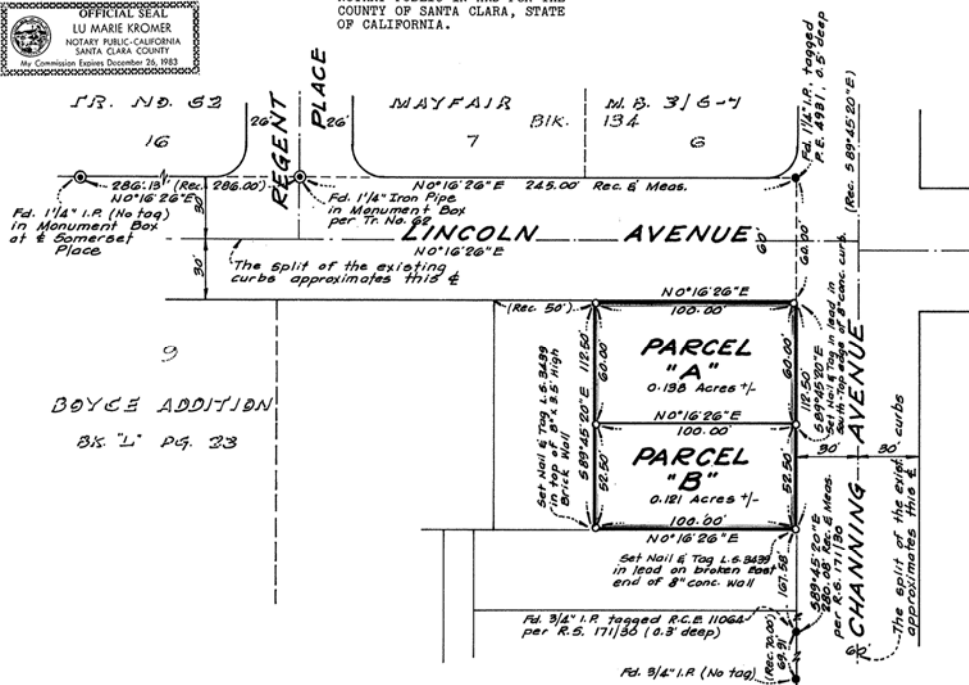 OFFICIAL SEAL
LU MARIE KROMER
NOTARY PUBLIC-CALIFORNIA
SANTA CLARA COUNTY
My Commission Expires December 26, 1983
NOTARY PUBLIC IN AND FOR THE
COUNTY OF SANTA CLARA, STATE
OF CALIFORNIA.
TR. NO. 62
16
26'
REGENT
PLACE
26'
MAYFAIR
7
BLK.
134
M.B. 3/6-7
6
Fd. 1¼" I.P. tagged
P.E. 4981, 0.5' deep
(Rec. S89°45'20"E)
286.13' (Rec. 286.00')
N0°16'26"E
Fd. 1¼" I.P. (No tag)
in Monument Box
at ℄ Somerset
Place
30'
30'
Fd. 1¼" Iron Pipe
in Monument Box
per Tr. No. 62
N0°16'26"E 245.00' Rec. & Meas.
LINCOLN AVENUE
N0°16'26"E
60'
60.00'
The split of the existing
curbs approximates this ℄
(Rec. 50')
N0°16'26"E
100.00'
PARCEL
"A"
0.138 Acres +/-
60.00'
60.00'
112.50'
S89°45'20"E
Set Nail & Tag L.S. 3439
in top of 8" x 3.5' High
Brick Wall
112.50'
S89°45'20"E
Set Nail & Tag in lead in
South-Top edge of 8" conc. curb.
N0°16'26"E
100.00'
PARCEL
"B"
0.121 Acres +/-
52.50'
52.50'
100.00'
N0°16'26"E
9
BOYCE ADDITION
BK. "L" PG. 23
30'
30'
CHANNING AVENUE
60'
The split of the exist. curbs
approximates this ℄
Set Nail & Tag L.S. 3439
in lead on broken East
end of 8" conc. wall
167.58'
S89°45'20"E
280.08' Rec. & Meas.
per R.S. 171/30
Fd. 3/4" I.P. tagged R.C.E. 11064
per R.S. 171/30 (0.3' deep)
(Rec. 70.00')
69.91'
Fd. 3/4" I.P. (No tag)